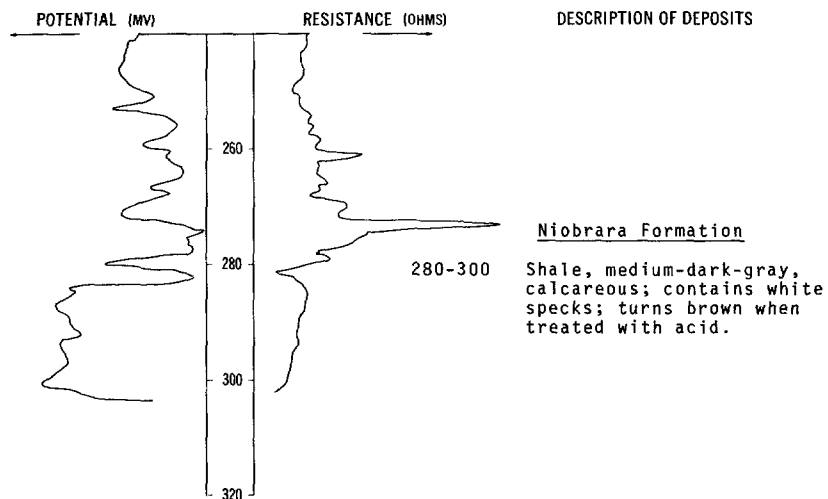 POTENTIAL (MV) RESISTANCE (OHMS) DESCRIPTION OF DEPOSITS
260
Niobrara Formation
280
280-300 Shale, medium-dark-gray,
calcareous; contains white
specks; turns brown when
treated with acid.
300
320